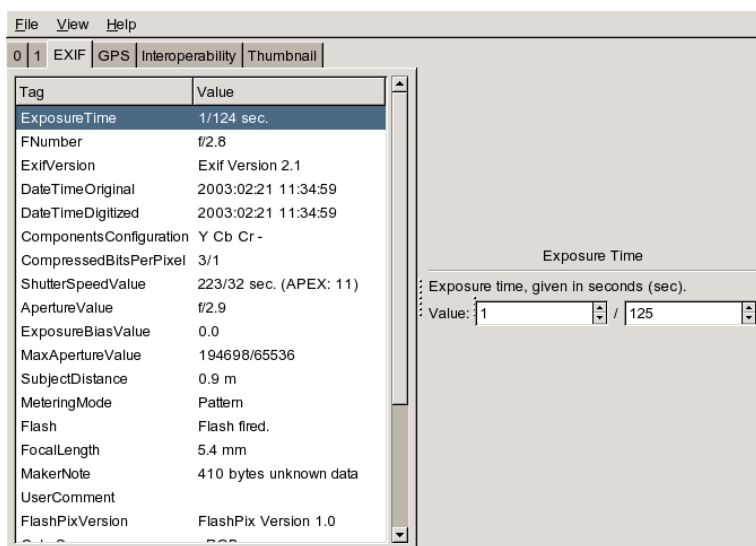 File View Help
0 1 EXIF GPS Interoperability Thumbnail
Tag Value
ExposureTime 1/124 sec.
FNumber f/2.8
ExifVersion Exif Version 2.1
DateTimeOriginal 2003:02:21 11:34:59
DateTimeDigitized 2003:02:21 11:34:59
ComponentsConfiguration Y Cb Cr -
CompressedBitsPerPixel 3/1
ShutterSpeedValue 223/32 sec. (APEX: 11)
ApertureValue f/2.9
ExposureBiasValue 0.0
MaxApertureValue 194698/65536
SubjectDistance 0.9 m
MeteringMode Pattern
Flash Flash fired.
FocalLength 5.4 mm
MakerNote 410 bytes unknown data
UserComment
FlashPixVersion FlashPix Version 1.0
Exposure Time
Exposure time, given in seconds (sec).
Value: 1 / 125